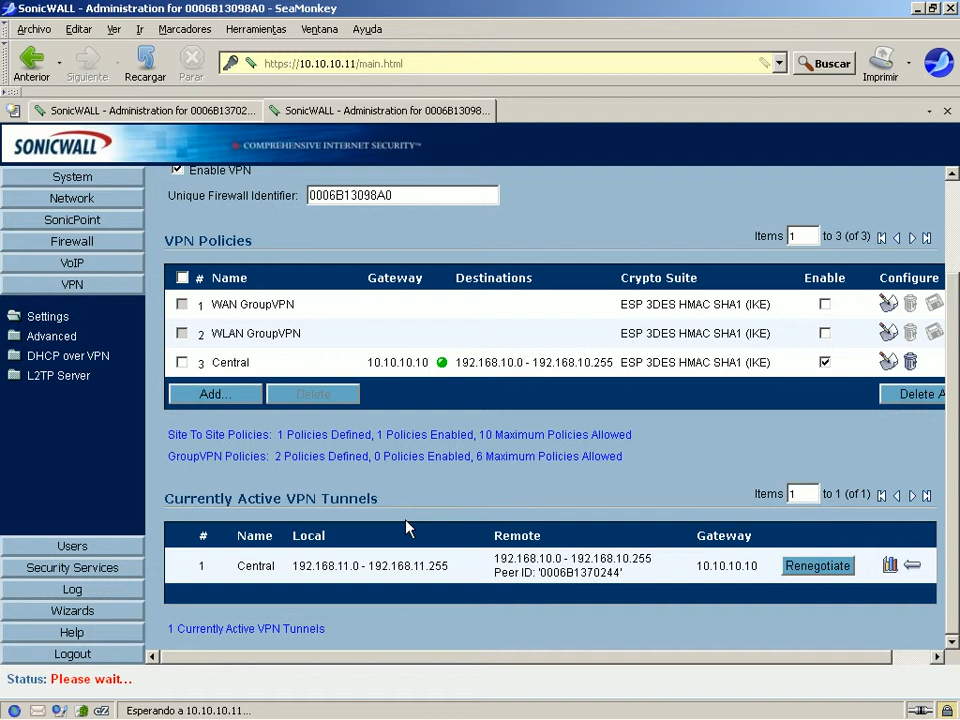 SonicWALL - Administration for 0006B13098A0 - SeaMonkey
Archivo Editar Ver Ir Marcadores Herramientas Ventana Ayuda
Anterior Siguiente Recargar Parar https://10.10.10.11/main.html Buscar Imprimir
SonicWALL - Administration for 0006B13702... SonicWALL - Administration for 0006B13098...
SONICWALL COMPREHENSIVE INTERNET SECURITY™
System
Network
SonicPoint
Firewall
VoIP
VPN
Settings
Advanced
DHCP over VPN
L2TP Server
Users
Security Services
Log
Wizards
Help
Logout
Enable VPN
Unique Firewall Identifier: 0006B13098A0
VPN Policies Items 1 to 3 (of 3)
# Name Gateway Destinations Crypto Suite Enable Configure
1 WAN GroupVPN ESP 3DES HMAC SHA1 (IKE)
2 WLAN GroupVPN ESP 3DES HMAC SHA1 (IKE)
3 Central 10.10.10.10 192.168.10.0 - 192.168.10.255 ESP 3DES HMAC SHA1 (IKE)
Add... Delete Delete A
Site To Site Policies: 1 Policies Defined, 1 Policies Enabled, 10 Maximum Policies Allowed
GroupVPN Policies: 2 Policies Defined, 0 Policies Enabled, 6 Maximum Policies Allowed
Currently Active VPN Tunnels Items 1 to 1 (of 1)
# Name Local Remote Gateway
1 Central 192.168.11.0 - 192.168.11.255 192.168.10.0 - 192.168.10.255 10.10.10.10 Renegotiate
Peer ID: '0006B1370244'
1 Currently Active VPN Tunnels
Status: Please wait...
Esperando a 10.10.10.11...